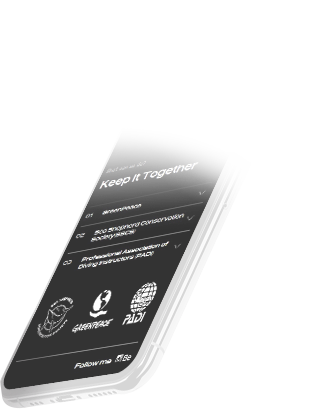 Keep It Together
01 Greenpeace
02 Sea Shepherd Conservation
Society(SSCS)
03 Professional Association of
Diving Instructors (PADI)
GREENPEACE
PADI
Follow me Be